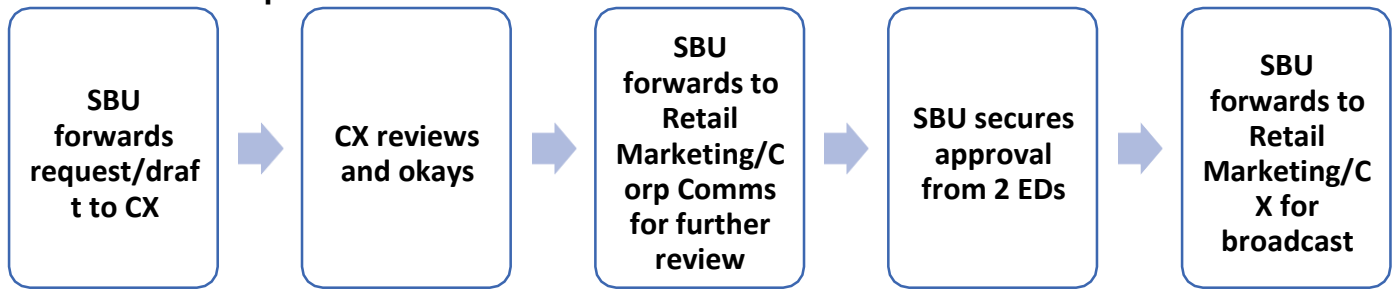 SBU
forwards
request/draf
t to CX
CX reviews
and okays
SBU
forwards to
Retail
Marketing/C
orp Comms
for further
review
SBU secures
approval
from 2 EDs
SBU
forwards to
Retail
Marketing/C
X for
broadcast